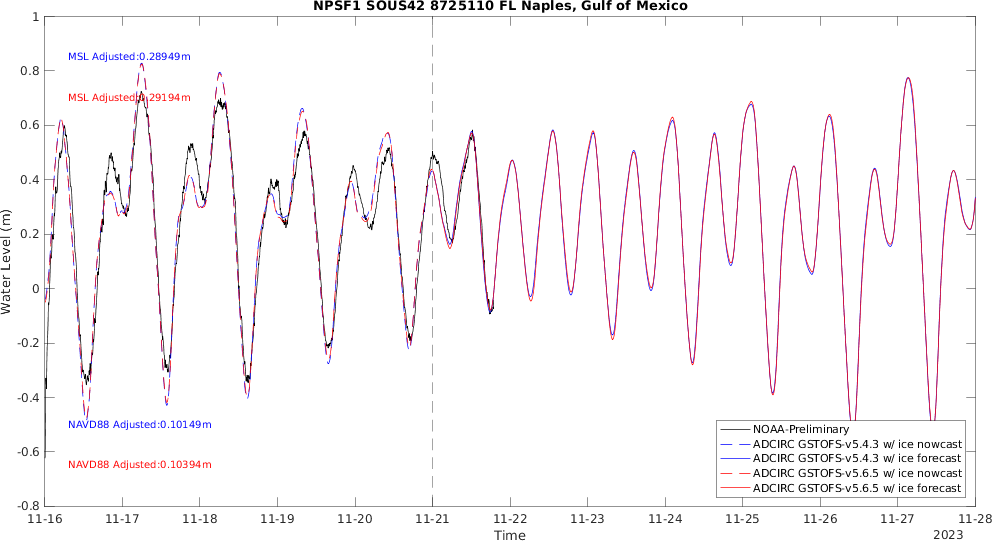 NPSF1 SOUS42 8725110 FL Naples, Gulf of Mexico
1
0.8
0.6
0.4
0.2
0
-0.2
-0.4
-0.6
-0.8
Water Level (m)
MSL Adjusted:0.28949m
MSL Adjusted:0.29194m
NAVD88 Adjusted:0.10149m
NAVD88 Adjusted:0.10394m
NOAA-Preliminary
ADCIRC GSTOFS-v5.4.3 w/ ice nowcast
ADCIRC GSTOFS-v5.4.3 w/ ice forecast
ADCIRC GSTOFS-v5.6.5 w/ ice nowcast
ADCIRC GSTOFS-v5.6.5 w/ ice forecast
11-16 11-17 11-18 11-19 11-20 11-21 11-22 11-23 11-24 11-25 11-26 11-27 11-28
Time
2023